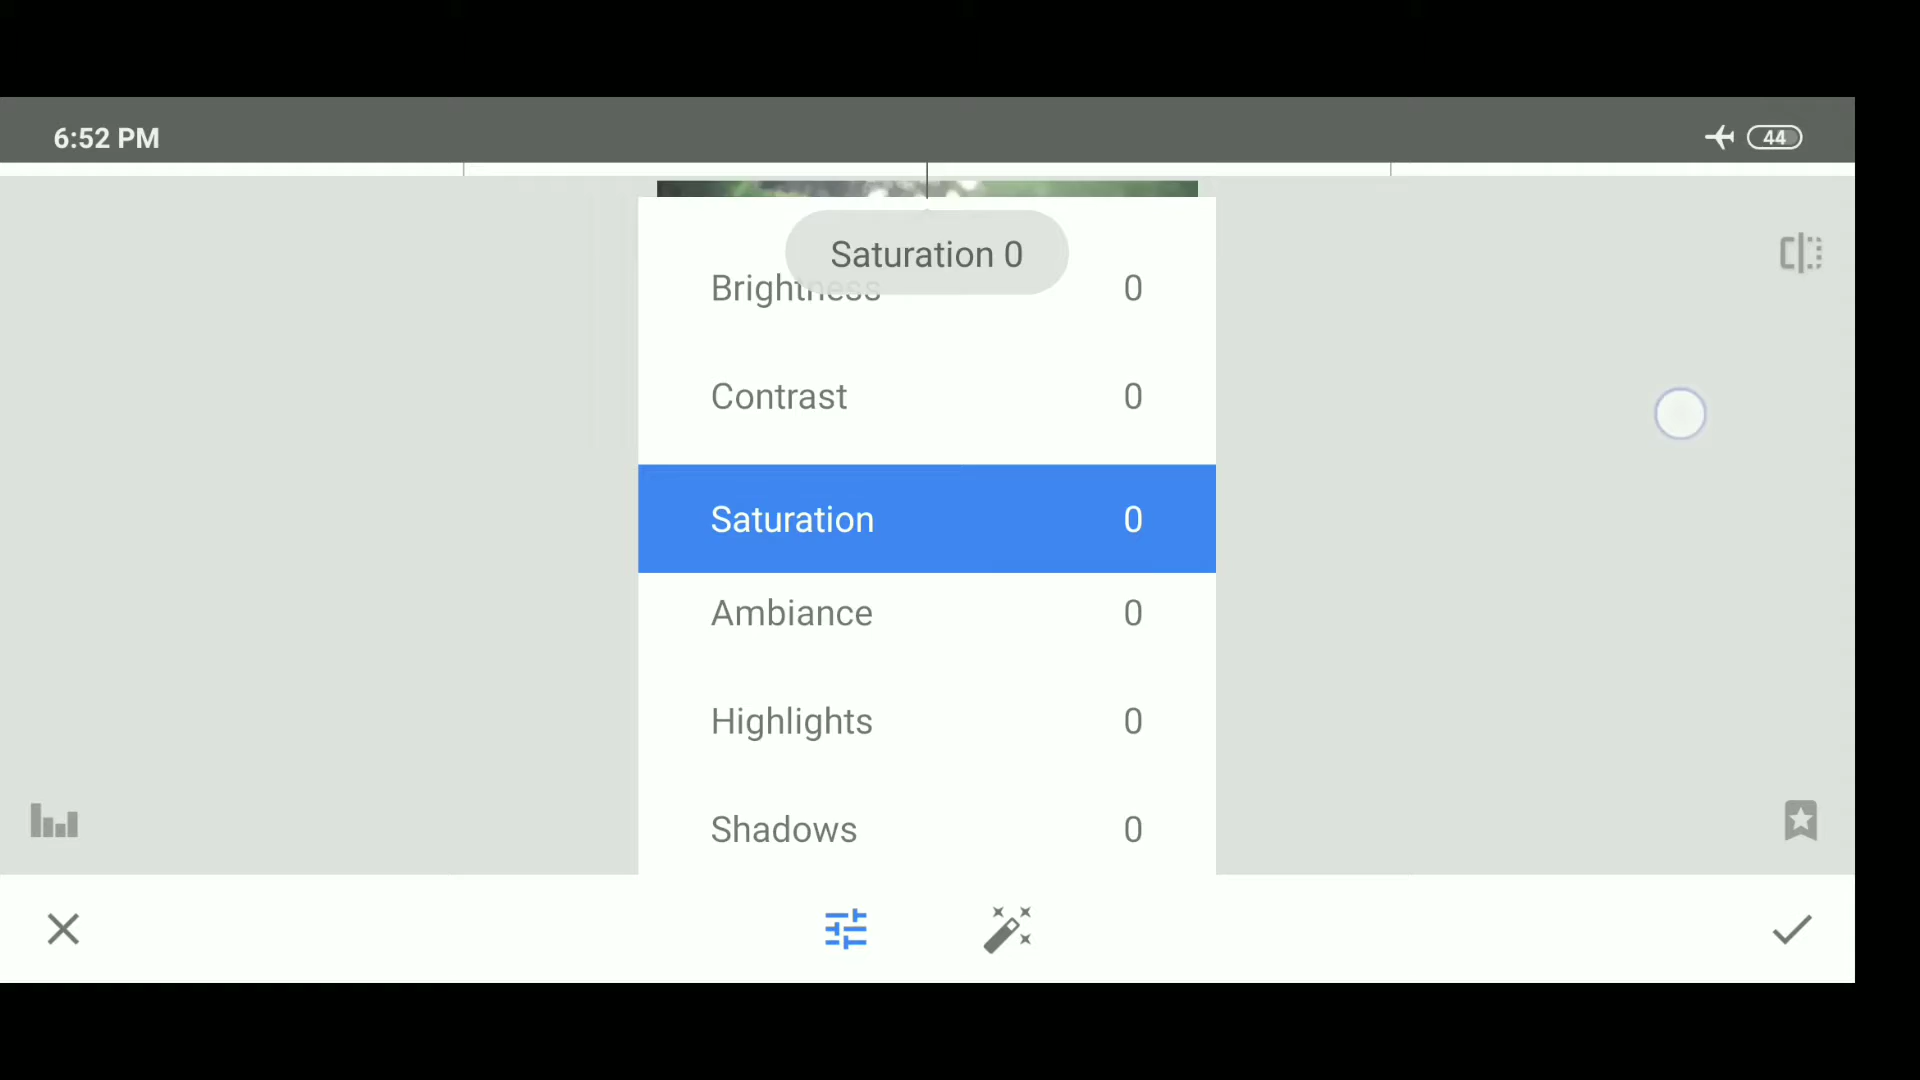 6:52 PM
44
Saturation 0
Brightness 0
Contrast 0
Saturation 0
Ambiance 0
Highlights 0
Shadows 0